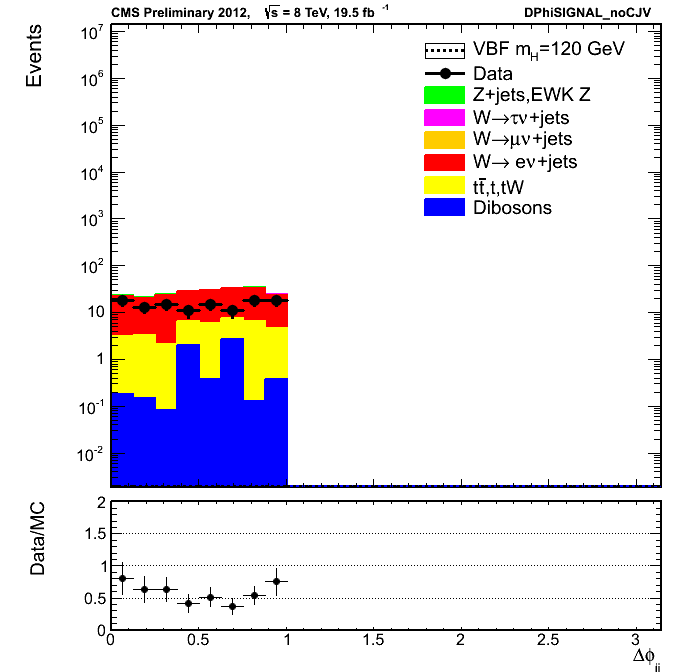 CMS Preliminary 2012, √s = 8 TeV, 19.5 fb⁻¹ DPhiSIGNAL_noCJV
Events
10⁷
10⁶
10⁵
10⁴
10³
10²
10
1
10⁻¹
10⁻²
VBF m_H=120 GeV
Data
Z+jets,EWK Z
W→τν+jets
W→μν+jets
W→ eν+jets
tt̄,t,tW
Dibosons
Data/MC
2
1.5
1
0.5
0
0 0.5 1 1.5 2 2.5 3
Δϕ_jj